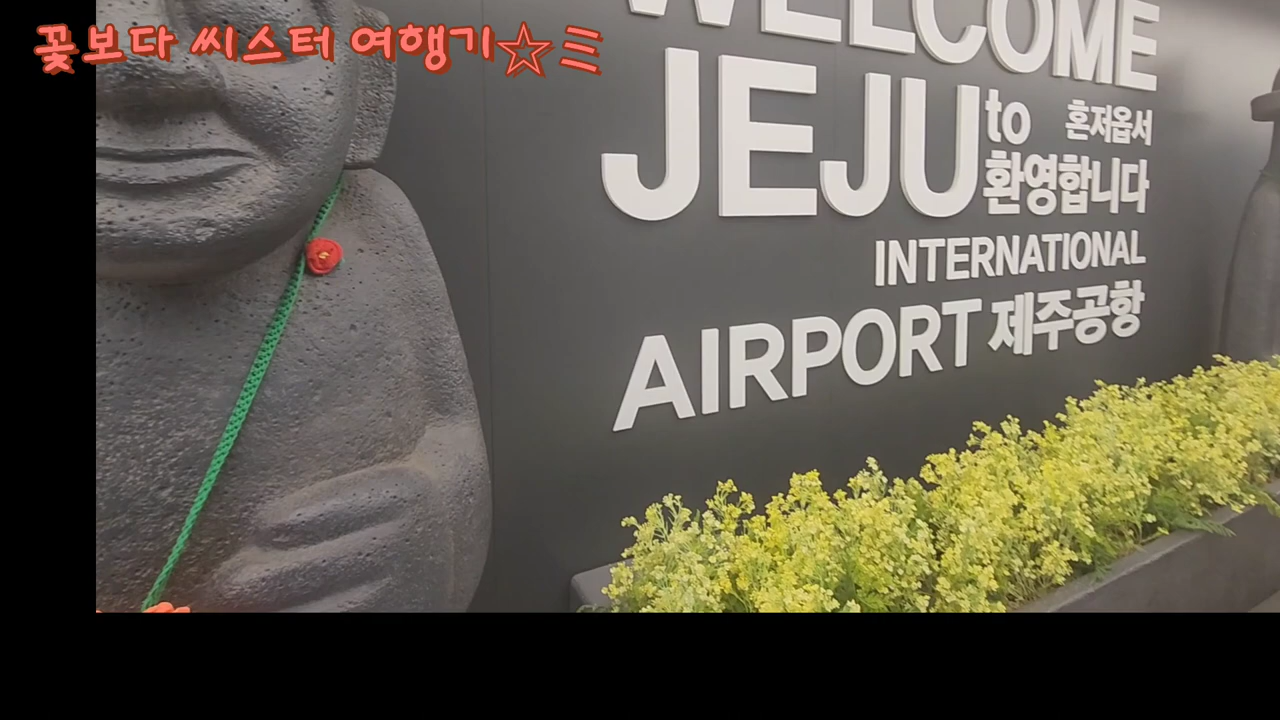 꽃보다 씨스터 여행기☆彡
WELCOME
JEJU to 혼저옵서
환영합니다
INTERNATIONAL
AIRPORT 제주공항